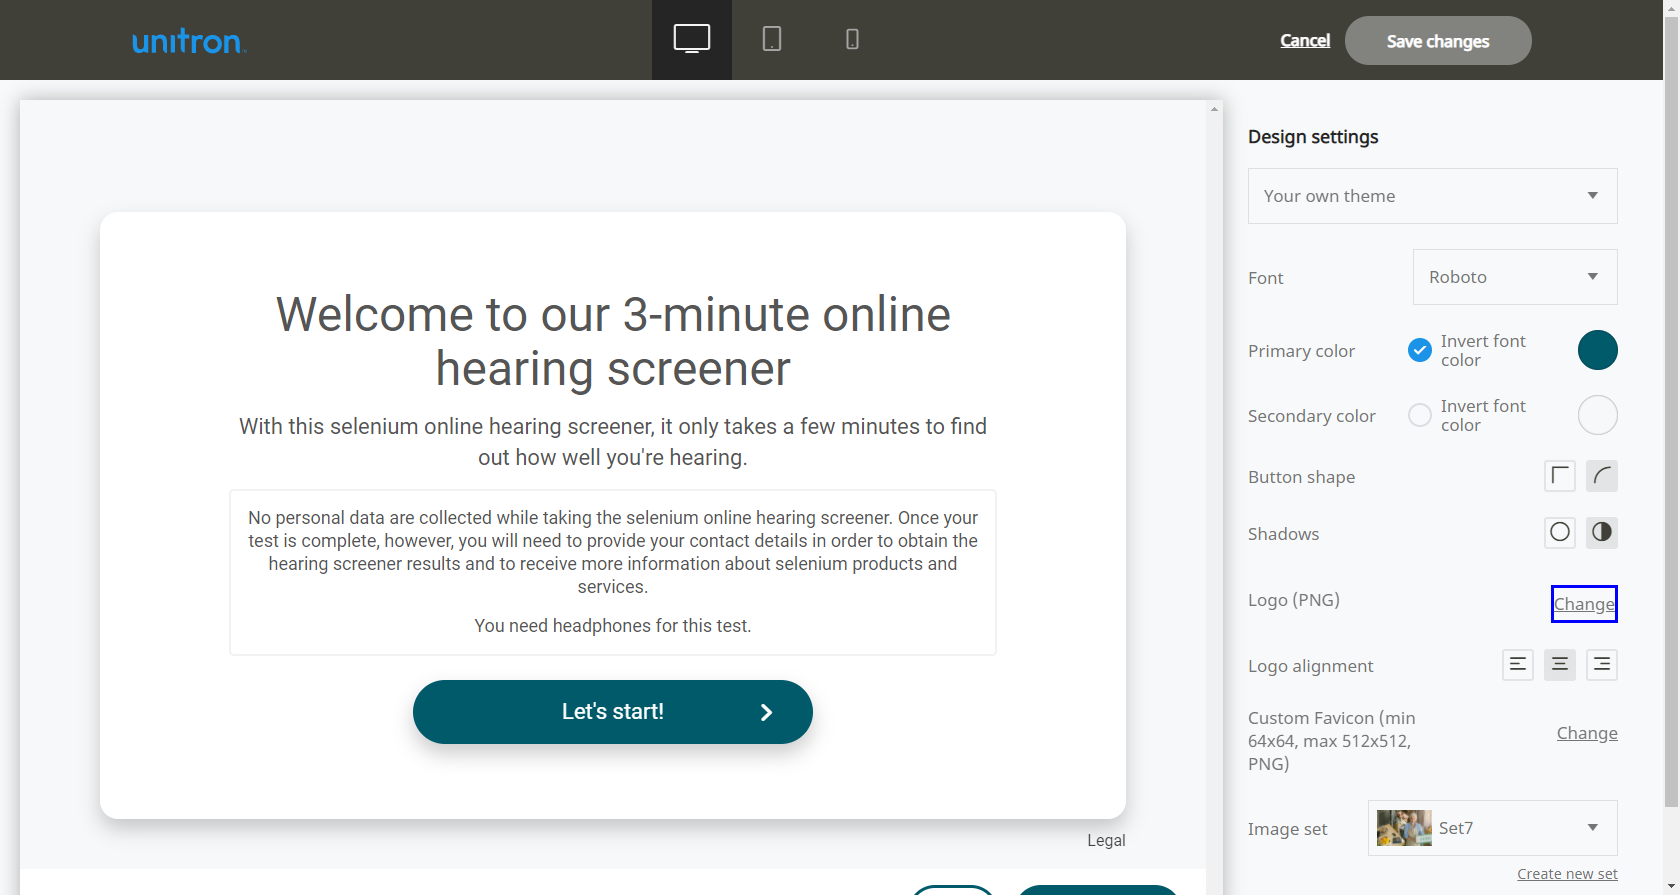 unitron
Cancel
Save changes
Design settings
Your own theme
Font
Roboto
Primary color
Invert font
color
Secondary color
Invert font
color
Button shape
Shadows
Logo (PNG)
Change
Logo alignment
Custom Favicon (min
64x64, max 512x512,
PNG)
Change
Image set
Set7
Create new set
Welcome to our 3-minute online
hearing screener
With this selenium online hearing screener, it only takes a few minutes to find
out how well you're hearing.
No personal data are collected while taking the selenium online hearing screener. Once your
test is complete, however, you will need to provide your contact details in order to obtain the
hearing screener results and to receive more information about selenium products and
services.
You need headphones for this test.
Let's start!
Legal